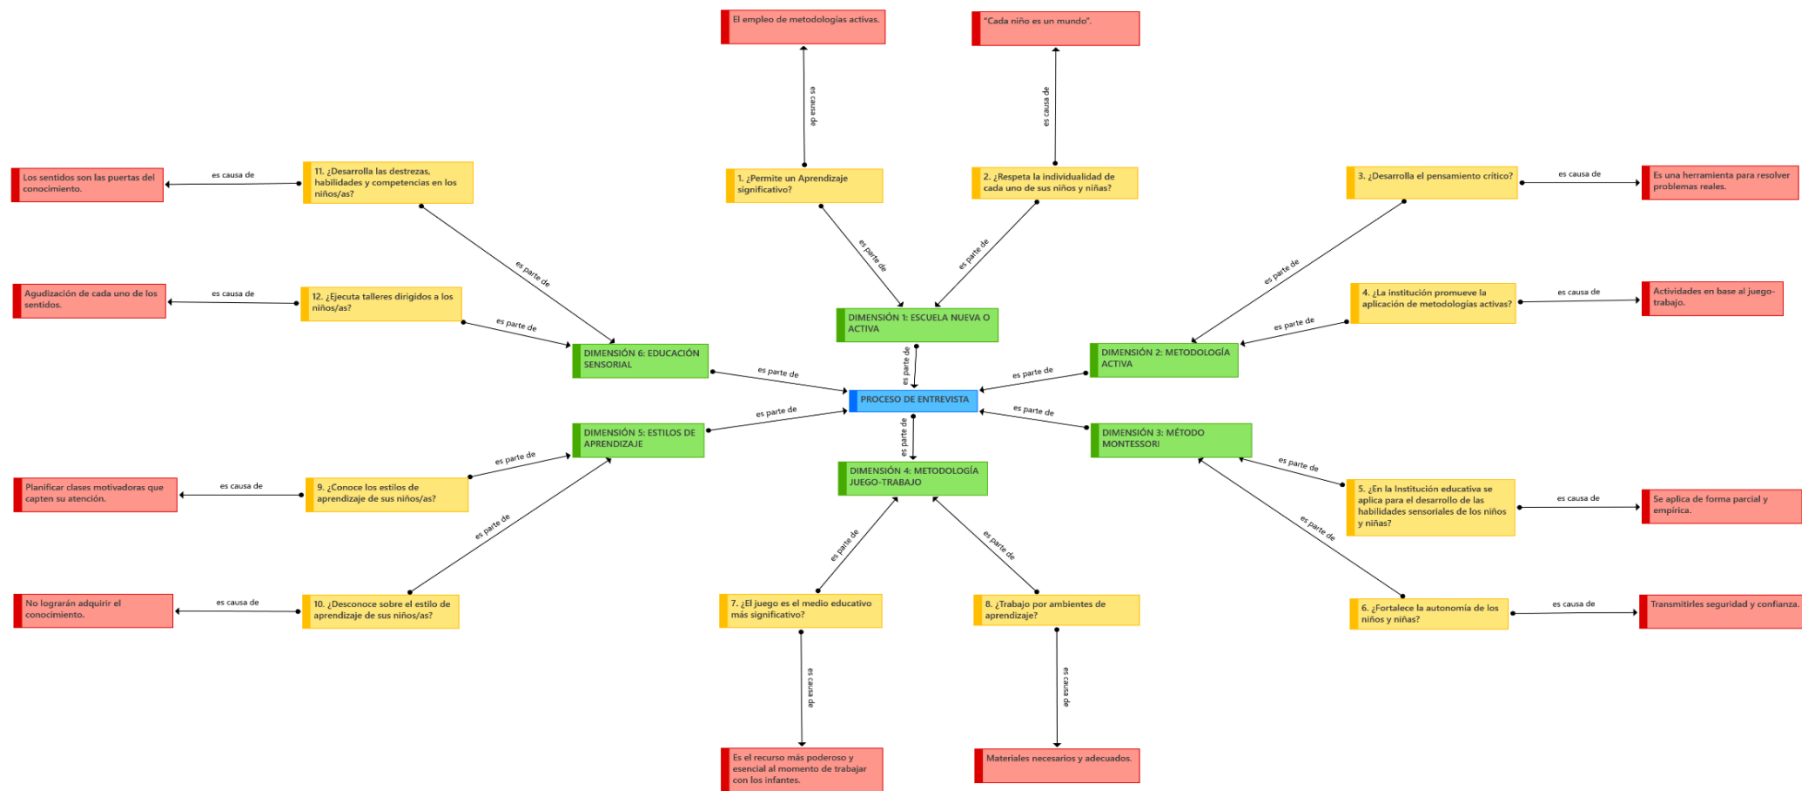 El empleo de metodologías activas.
"Cada niño es un mundo".
es causa de
es causa de
Los sentidos son las puertas del
conocimiento.
es causa de
11. ¿Desarrolla las destrezas,
habilidades y competencias en los
niños/as?
1. ¿Permite un Aprendizaje
significativo?
2. ¿Respeta la individualidad de
cada uno de sus niños y niñas?
3. ¿Desarrolla el pensamiento crítico?
es causa de
Es una herramienta para resolver
problemas reales.
es parte de
es parte de
es parte de
es parte de
Agudización de cada uno de los
sentidos.
es causa de
12. ¿Ejecuta talleres dirigidos a los
niños/as?
es parte de
DIMENSIÓN 1: ESCUELA NUEVA O
ACTIVA
4. ¿La institución promueve la
aplicación de metodologías activas?
es causa de
Actividades en base al juego-
trabajo.
es parte de
DIMENSIÓN 6: EDUCACIÓN
SENSORIAL
DIMENSIÓN 2: METODOLOGÍA
ACTIVA
es parte de
es parte de
es parte de
PROCESO DE ENTREVISTA
es parte de
es parte de
es parte de
DIMENSIÓN 5: ESTILOS DE
APRENDIZAJE
DIMENSIÓN 3: MÉTODO
MONTESSORI
DIMENSIÓN 4: METODOLOGÍA
JUEGO-TRABAJO
es parte de
es parte de
Planificar clases motivadoras que
capten su atención.
es causa de
9. ¿Conoce los estilos de
aprendizaje de sus niños/as?
5. ¿En la Institución educativa se
aplica para el desarrollo de las
habilidades sensoriales de los niños
y niñas?
es causa de
Se aplica de forma parcial y
empírica.
es parte de
es parte de
es parte de
es parte de
No lograrán adquirir el
conocimiento.
es causa de
10. ¿Desconoce sobre el estilo de
aprendizaje de sus niños/as?
7. ¿El juego es el medio educativo
más significativo?
8. ¿Trabajo por ambientes de
aprendizaje?
6. ¿Fortalece la autonomía de los
niños y niñas?
es causa de
Transmitirles seguridad y confianza.
es causa de
es causa de
Es el recurso más poderoso y
esencial al momento de trabajar
con los infantes.
Materiales necesarios y adecuados.